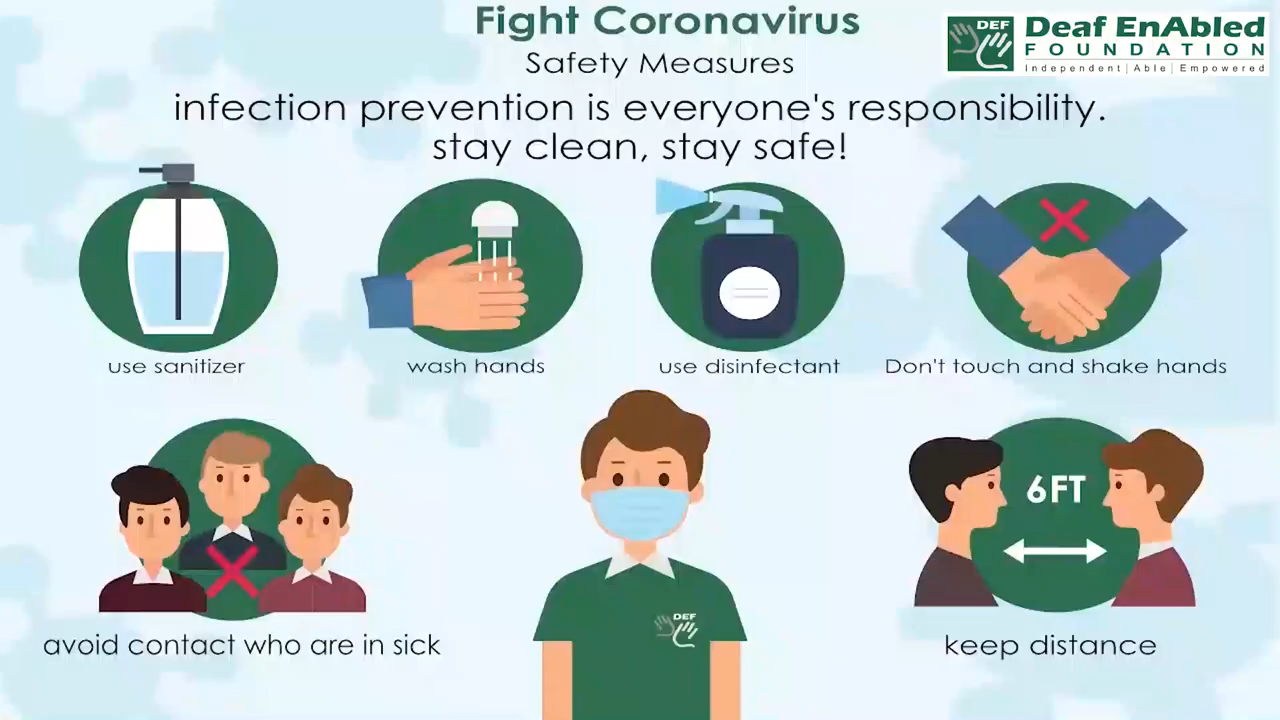 Fight Coronavirus
Safety Measures
DEF
Deaf EnAbled
FOUNDATION
Independent | Able | Empowered
infection prevention is everyone's responsibility.
stay clean, stay safe!
use sanitizer
wash hands
use disinfectant
Don't touch and shake hands
6FT
DEF
avoid contact who are in sick
keep distance